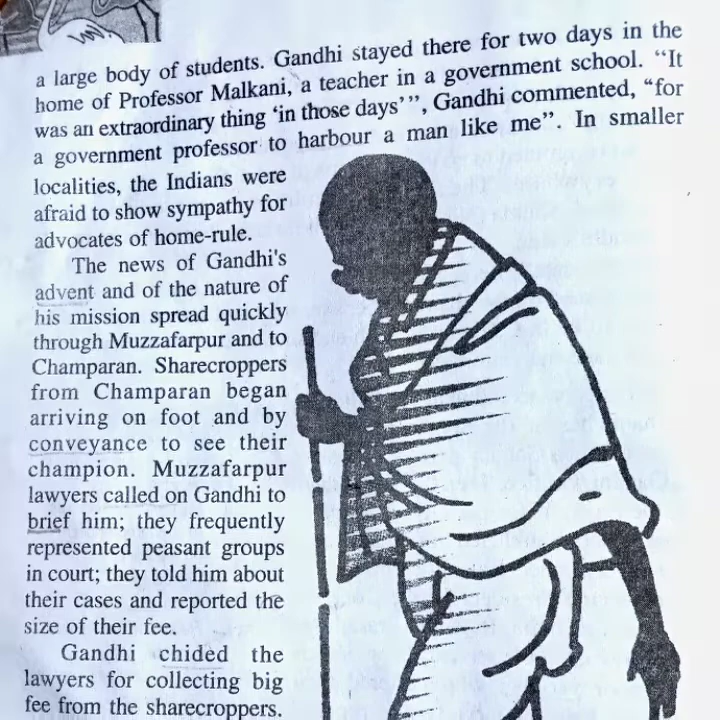 a large body of students. Gandhi stayed there for two days in the
home of Professor Malkani, a teacher in a government school. “It
was an extraordinary thing ‘in those days’”, Gandhi commented, “for
a government professor to harbour a man like me”. In smaller
localities, the Indians were
afraid to show sympathy for
advocates of home-rule.
The news of Gandhi's
advent and of the nature of
his mission spread quickly
through Muzzafarpur and to
Champaran. Sharecroppers
from Champaran began
arriving on foot and by
conveyance to see their
champion. Muzzafarpur
lawyers called on Gandhi to
brief him; they frequently
represented peasant groups
in court; they told him about
their cases and reported the
size of their fee.
Gandhi chided the
lawyers for collecting big
fee from the sharecroppers.